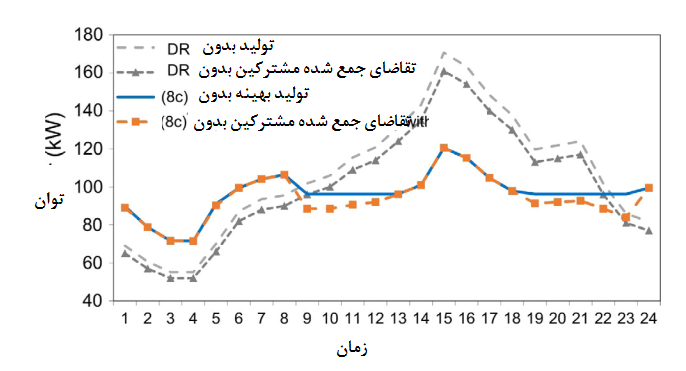 180
160
140
120
100
80
60
40
(kW)
توان
تولید بدون DR
تقاضای جمع شده مشترکین بدون DR
تولید بهینه بدون (8c)
تقاضای جمع شده مشترکین بدون (8c)
1 2 3 4 5 6 7 8 9 10 11 12 13 14 15 16 17 18 19 20 21 22 23 24
زمان